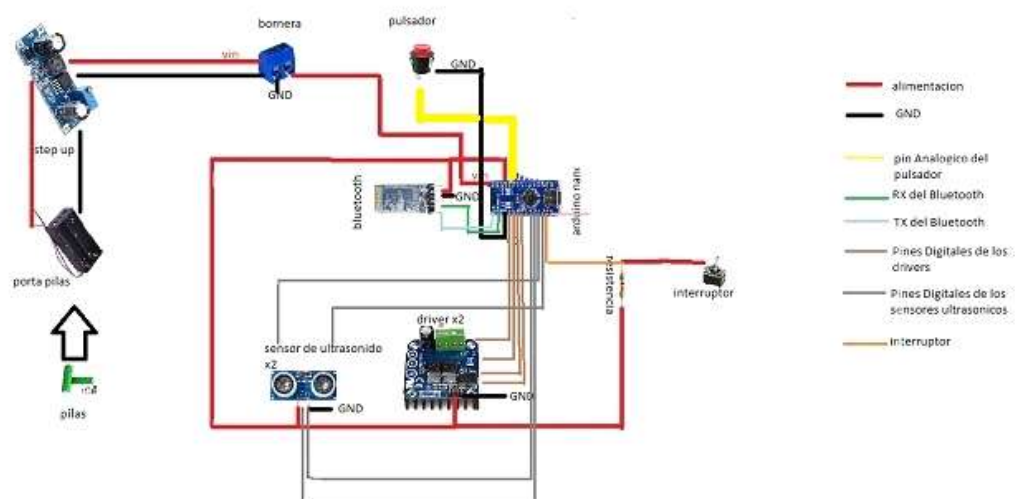 bornera
pulsador
vin
GND
GND
step up
bluetooth
vin
GND
arduino nano
porta pilas
resistencia
interruptor
sensor de ultrasonido
x2
driver x2
GND
GND
pilas
alimentacion
GND
pin Analogico del
pulsador
RX del Bluetooth
TX del Bluetooth
Pines Digitales de los
drivers
Pines Digitales de los
sensores ultrasonicos
interruptor